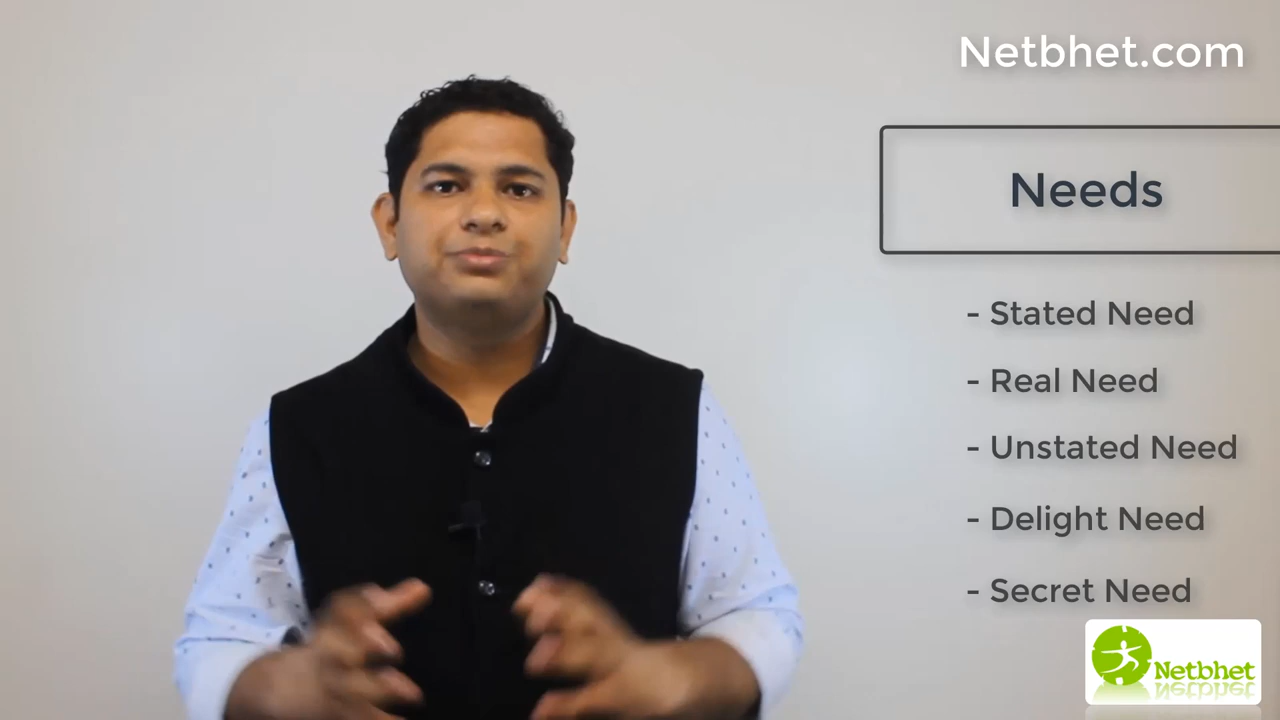 Netbhet.com
Needs
- Stated Need
- Real Need
- Unstated Need
- Delight Need
- Secret Need
Netbhet